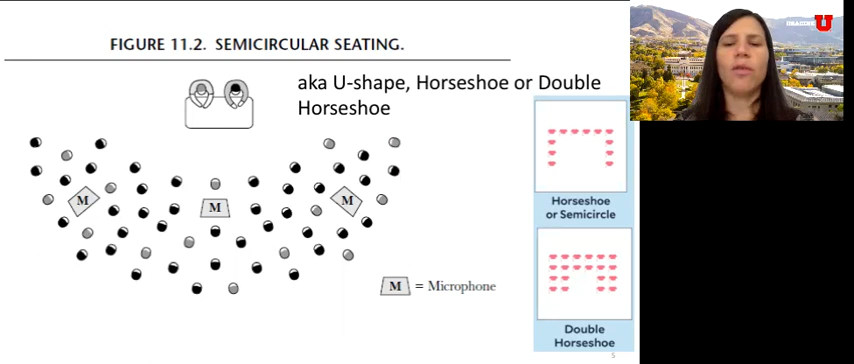 FIGURE 11.2. SEMICIRCULAR SEATING.
aka U-shape, Horseshoe or Double
Horseshoe
M
M
M
M = Microphone
Horseshoe
or Semicircle
Double
Horseshoe
5
U